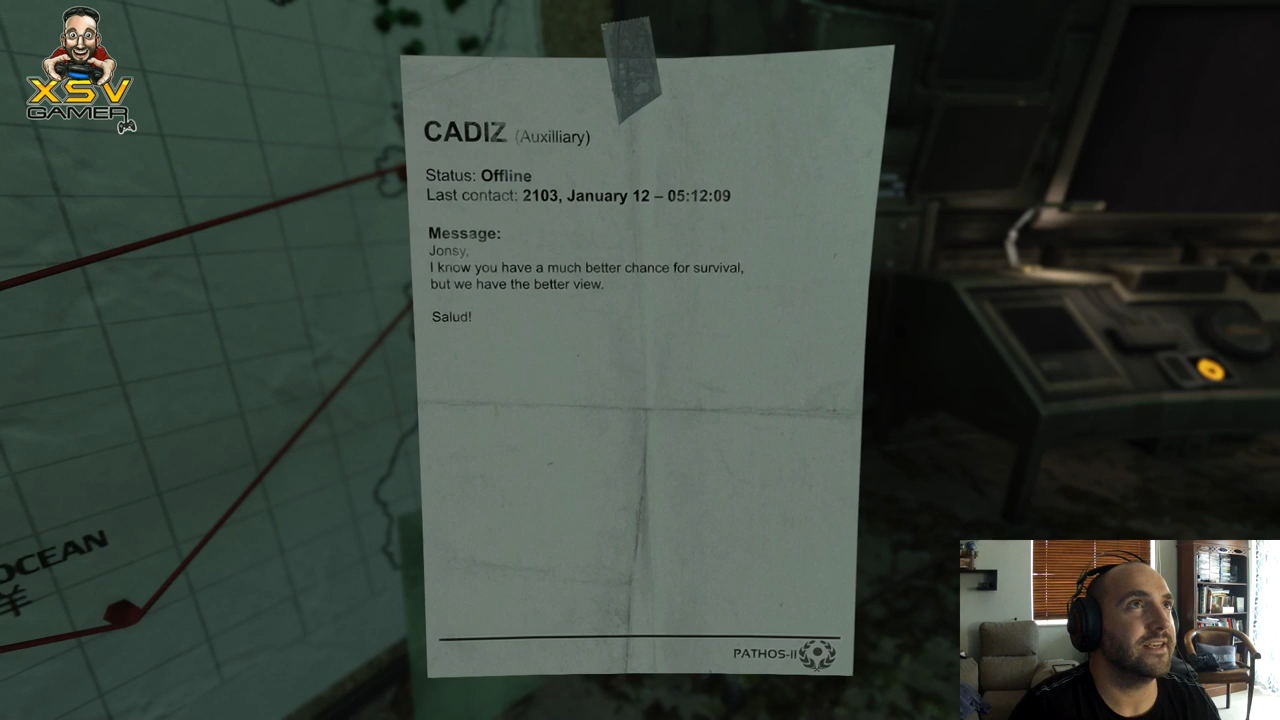 XSV
GAMER
CADIZ (Auxilliary)
Status: Offline
Last contact: 2103, January 12 – 05:12:09
Message:
Jonsy,
I know you have a much better chance for survival,
but we have the better view.
Salud!
PATHOS-II
OCEAN
洋